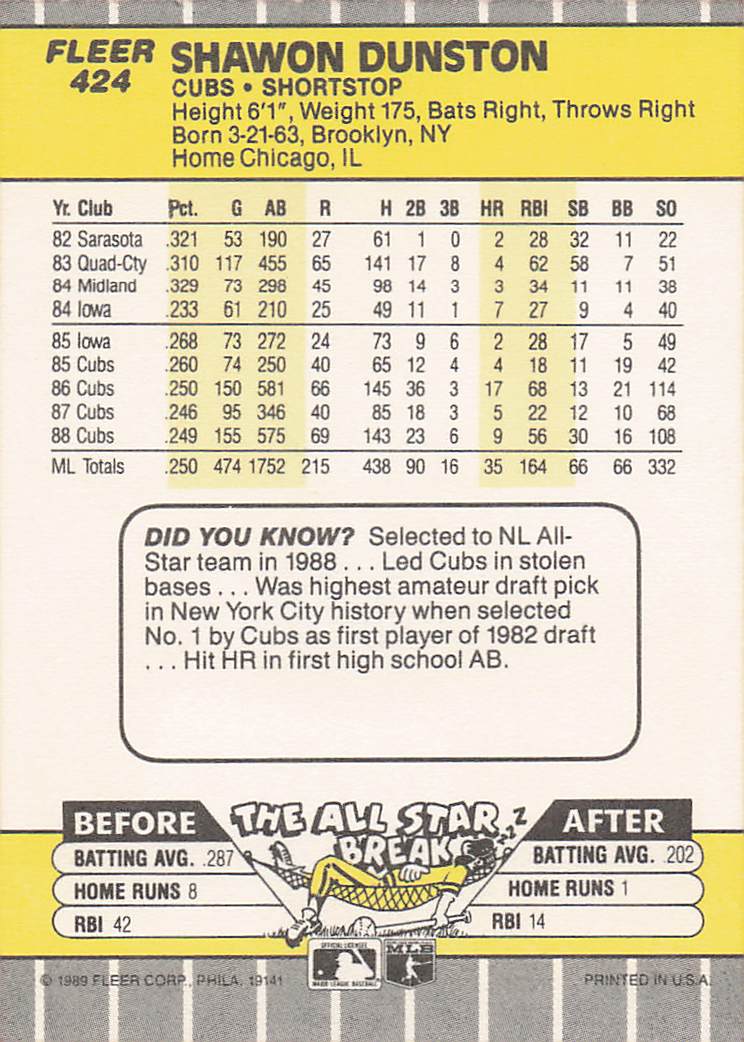 FLEER
424
SHAWON DUNSTON
CUBS • SHORTSTOP
Height 6'1", Weight 175, Bats Right, Throws Right
Born 3-21-63, Brooklyn, NY
Home Chicago, IL
Yr. Club Pct. G AB R H 2B 3B HR RBI SB BB SO
82 Sarasota .321 53 190 27 61 1 0 2 28 32 11 22
83 Quad-Cty .310 117 455 65 141 17 8 4 62 58 7 51
84 Midland .329 73 298 45 98 14 3 3 34 11 11 38
84 Iowa .233 61 210 25 49 11 1 7 27 9 4 40
85 Iowa .268 73 272 24 73 9 6 2 28 17 5 49
85 Cubs .260 74 250 40 65 12 4 4 18 11 19 42
86 Cubs .250 150 581 66 145 36 3 17 68 13 21 114
87 Cubs .246 95 346 40 85 18 3 5 22 12 10 68
88 Cubs .249 155 575 69 143 23 6 9 56 30 16 108
ML Totals .250 474 1752 215 438 90 16 35 164 66 66 332
DID YOU KNOW? Selected to NL All-
Star team in 1988 . . . Led Cubs in stolen
bases . . . Was highest amateur draft pick
in New York City history when selected
No. 1 by Cubs as first player of 1982 draft
. . . Hit HR in first high school AB.
THE ALL STAR
BREAK
ZZZ
BEFORE
BATTING AVG. .287
HOME RUNS 8
RBI 42
AFTER
BATTING AVG. .202
HOME RUNS 1
RBI 14
OFFICIAL LICENSEE
MAJOR LEAGUE BASEBALL
MLB
© 1989 FLEER CORP., PHILA. 19141
PRINTED IN U.S.A.